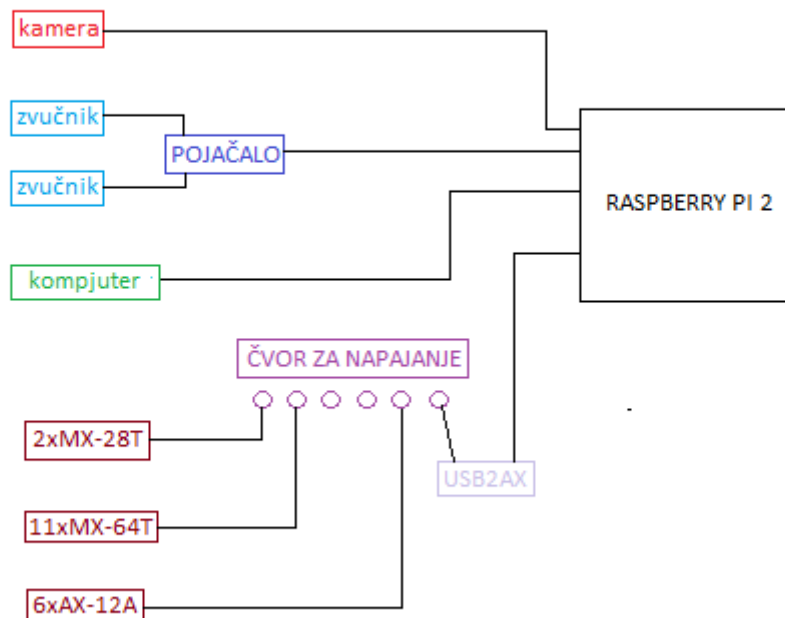 kamera
zvučnik
POJAČALO
zvučnik
RASPBERRY PI 2
kompjuter
ČVOR ZA NAPAJANJE
2xMX-28T
USB2AX
11xMX-64T
6xAX-12A